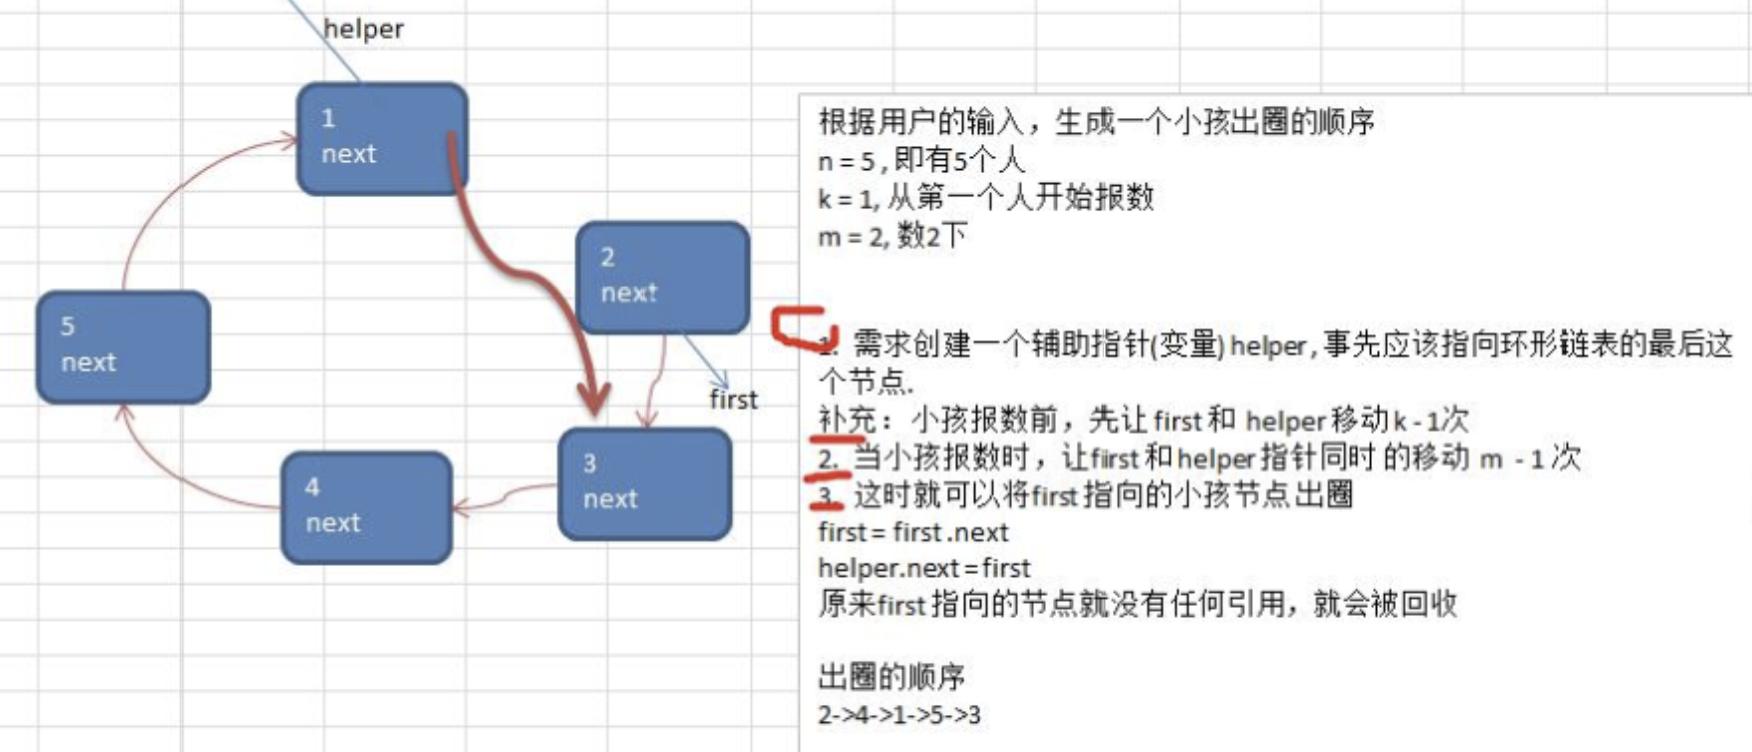 helper
1
next
2
next
first
3
next
4
next
5
next
根据用户的输入，生成一个小孩出圈的顺序
n = 5 , 即有5个人
k = 1, 从第一个人开始报数
m = 2, 数2下
1. 需求创建一个辅助指针(变量) helper , 事先应该指向环形链表的最后这
个节点.
补充： 小孩报数前，先让 first 和 helper 移动 k - 1次
2. 当小孩报数时，让first 和 helper 指针同时 的移动 m - 1 次
3. 这时就可以将first 指向的小孩节点 出圈
first = first .next
helper.next = first
原来first 指向的节点就没有任何引用，就会被回收
出圈的顺序
2->4->1->5->3